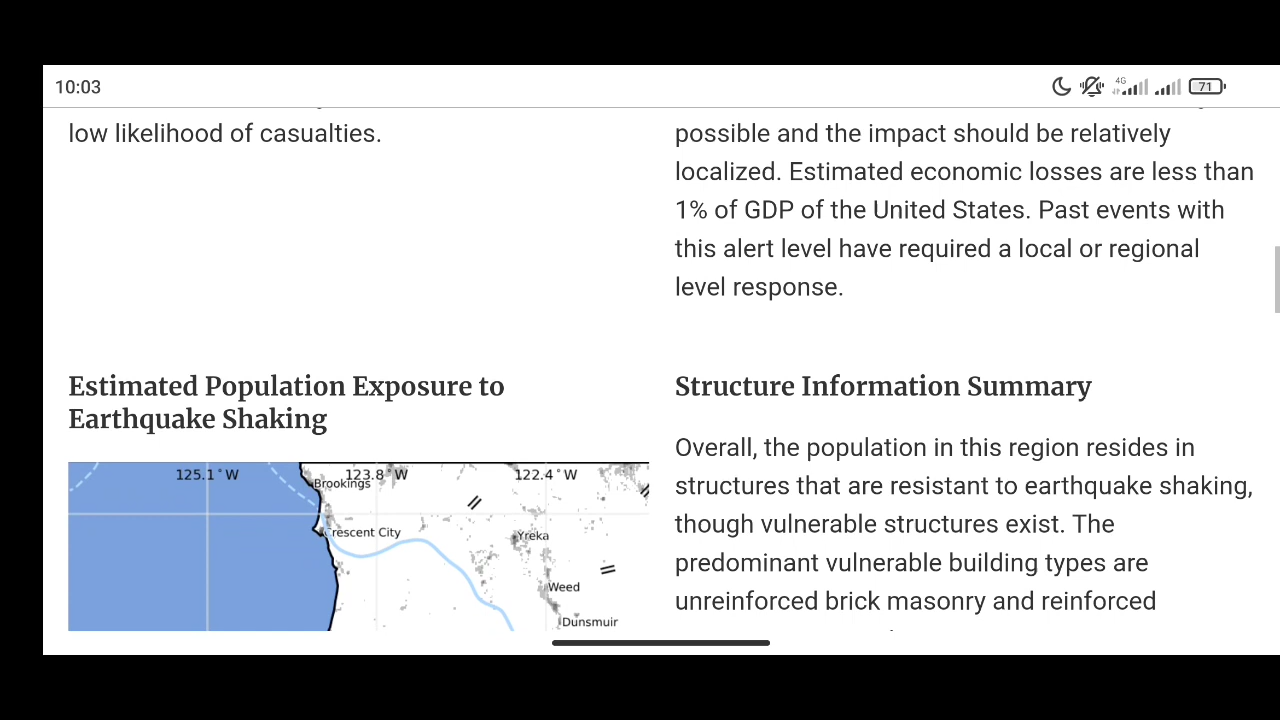 10:03
4G
71
low likelihood of casualties.
possible and the impact should be relatively
localized. Estimated economic losses are less than
1% of GDP of the United States. Past events with
this alert level have required a local or regional
level response.
Estimated Population Exposure to
Earthquake Shaking
125.1°W
123.8°W
122.4°W
Brookings
Crescent City
Yreka
Weed
Dunsmuir
Structure Information Summary
Overall, the population in this region resides in
structures that are resistant to earthquake shaking,
though vulnerable structures exist. The
predominant vulnerable building types are
unreinforced brick masonry and reinforced